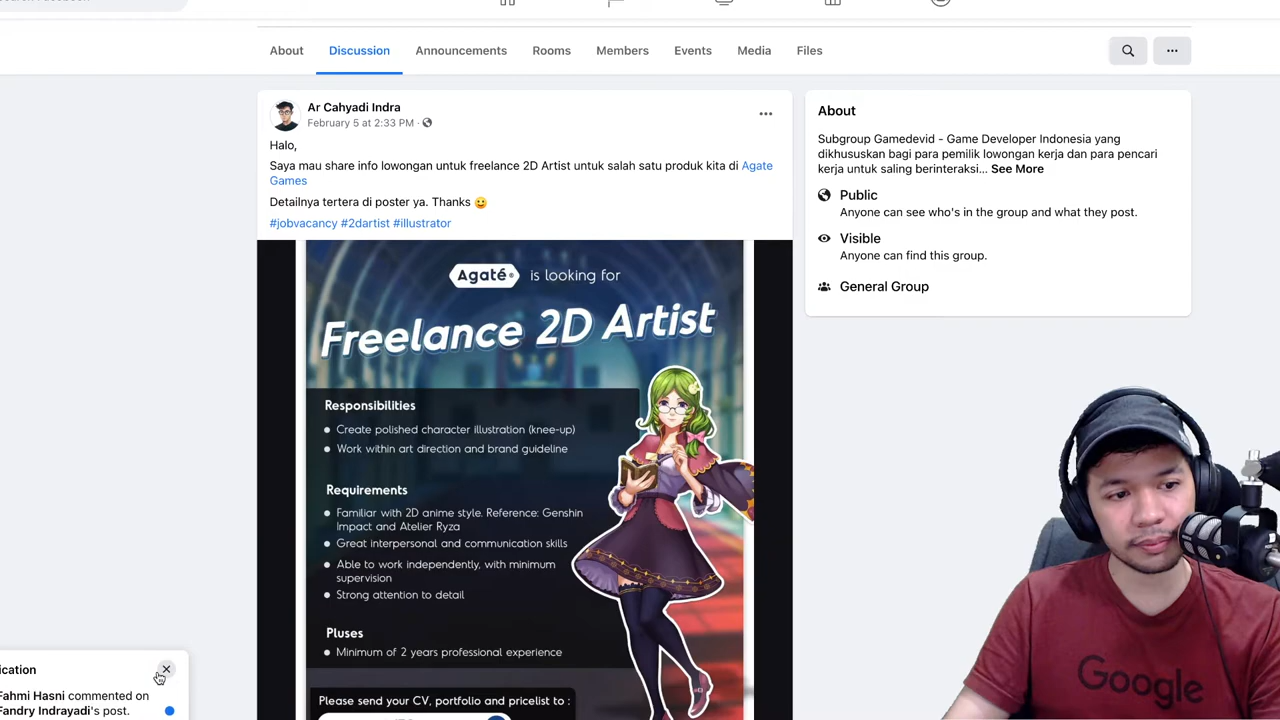 About Discussion Announcements Rooms Members Events Media Files
Ar Cahyadi Indra
February 5 at 2:33 PM ·
Halo,
Saya mau share info lowongan untuk freelance 2D Artist untuk salah satu produk kita di Agate
Games
Detailnya tertera di poster ya. Thanks
#jobvacancy #2dartist #illustrator
Agaté is looking for
Freelance 2D Artist
Responsibilities
Create polished character illustration (knee-up)
Work within art direction and brand guideline
Requirements
Familiar with 2D anime style. Reference: Genshin
Impact and Atelier Ryza
Great interpersonal and communication skills
Able to work independently, with minimum
supervision
Strong attention to detail
Pluses
Minimum of 2 years professional experience
Please send your CV, portfolio and pricelist to :
About
Subgroup Gamedevid - Game Developer Indonesia yang
dikhususkan bagi para pemilik lowongan kerja dan para pencari
kerja untuk saling berinteraksi... See More
Public
Anyone can see who's in the group and what they post.
Visible
Anyone can find this group.
General Group
Fahmi Hasni commented on
Fandry Indrayadi's post.
Google